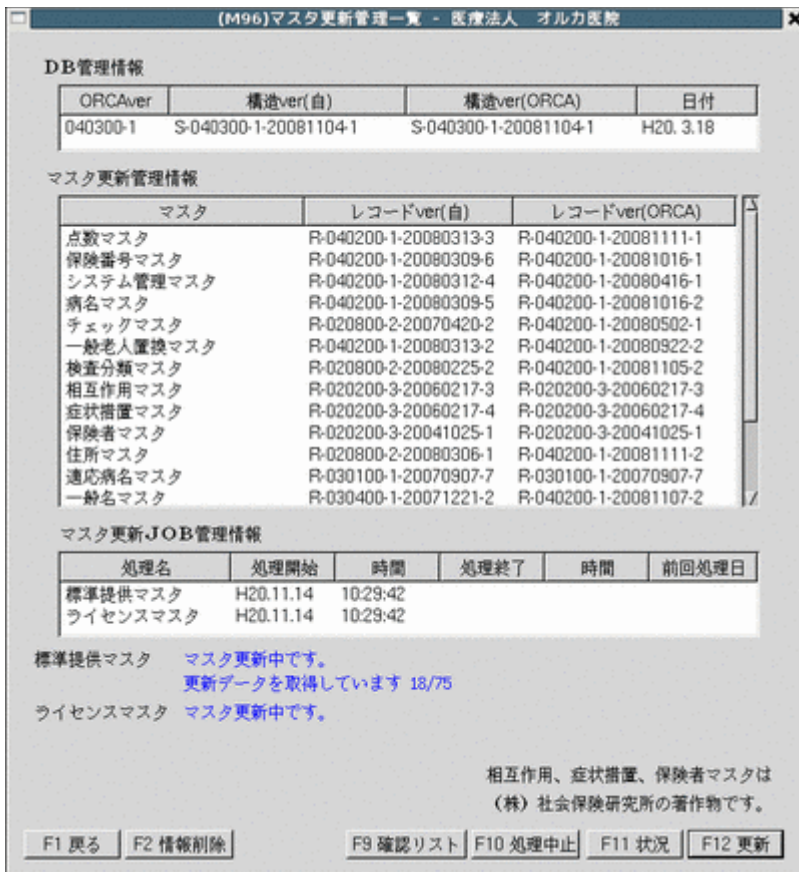 (M96)マスタ更新管理一覧 - 医療法人 オルカ医院
DB管理情報
ORCAver 構造ver(自) 構造ver(ORCA) 日付
040300-1 S-040300-1-20081104-1 S-040300-1-20081104-1 H20. 3.18
マスタ更新管理情報
マスタ レコードver(自) レコードver(ORCA)
点数マスタ R-040200-1-20080313-3 R-040200-1-20081111-1
保険番号マスタ R-040200-1-20080309-6 R-040200-1-20081016-1
システム管理マスタ R-040200-1-20080312-4 R-040200-1-20080416-1
病名マスタ R-040200-1-20080309-5 R-040200-1-20081016-2
チェックマスタ R-020800-2-20070420-2 R-040200-1-20080502-1
一般老人置換マスタ R-040200-1-20080313-2 R-040200-1-20080922-2
検査分類マスタ R-020800-2-20080225-2 R-040200-1-20081105-2
相互作用マスタ R-020200-3-20060217-3 R-020200-3-20060217-3
症状措置マスタ R-020200-3-20060217-4 R-020200-3-20060217-4
保険者マスタ R-020200-3-20041025-1 R-020200-3-20041025-1
住所マスタ R-020800-2-20080306-1 R-040200-1-20081111-2
適応病名マスタ R-030100-1-20070907-7 R-030100-1-20070907-7
一般名マスタ R-030400-1-20071221-2 R-040200-1-20081107-2
マスタ更新JOB管理情報
処理名 処理開始 時間 処理終了 時間 前回処理日
標準提供マスタ H20.11.14 10:29:42
ライセンスマスタ H20.11.14 10:29:42
標準提供マスタ マスタ更新中です。
更新データを取得しています 18/75
ライセンスマスタ マスタ更新中です。
相互作用、症状措置、保険者マスタは
(株)社会保険研究所の著作物です。
F1 戻る F2 情報削除 F9 確認リスト F10 処理中止 F11 状況 F12 更新